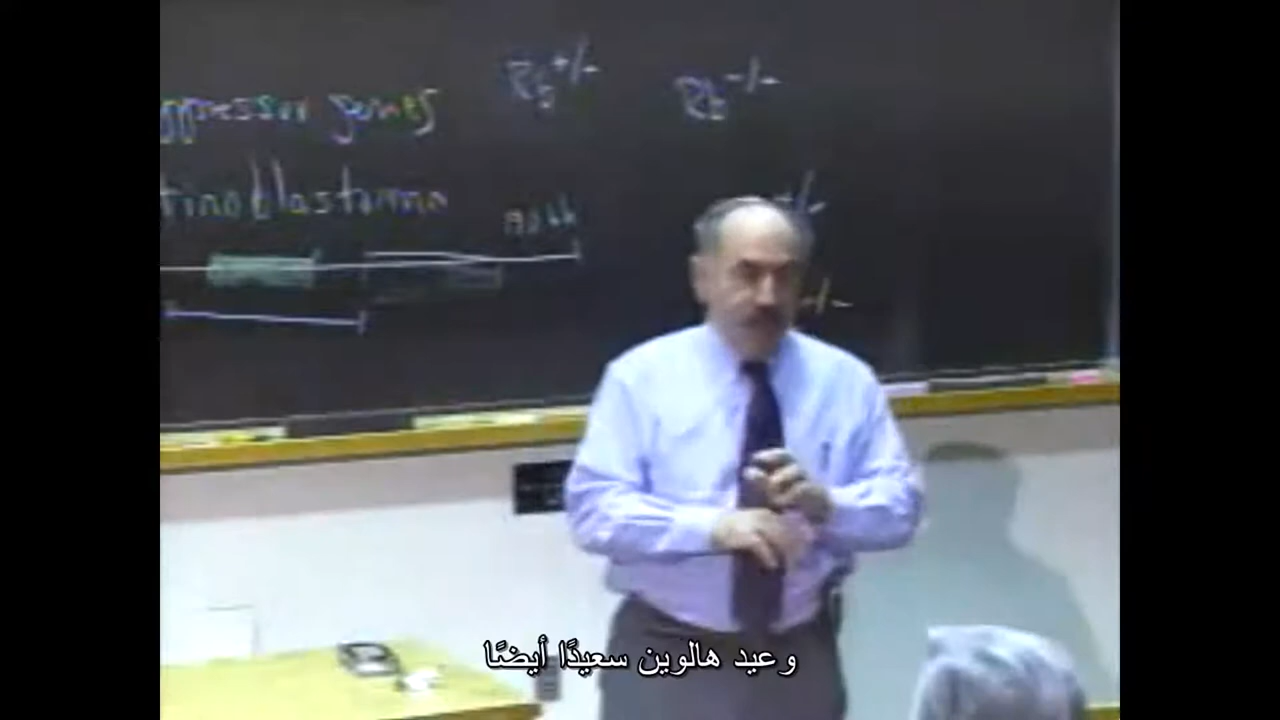 Rb+/-
Rb-/-
ppressor genes
tinoblastoma
+/-
+/-
وعيد هالوين سعيدًا أيضًا